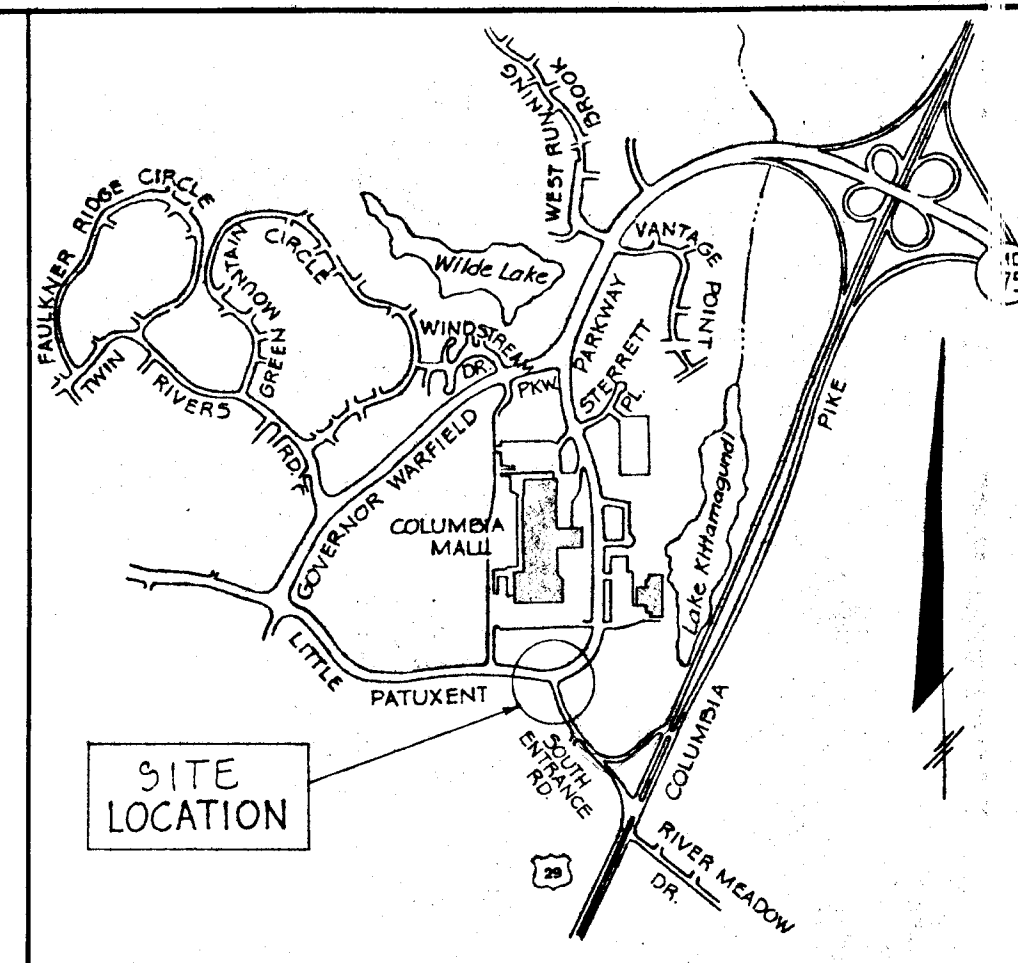 WEST RUNNING
BROOK
FAULKNER RIDGE CIRCLE
MOUNTAIN
CIRCLE
GREEN
Wilde Lake
VANTAGE
POINT
PARKWAY
WINDSTREAM
DR.
PKW.
STERRETT
PL.
TWIN
RIVERS
RD.
GOVERNOR WARFIELD
COLUMBIA
MALL
Lake Kittamagundi
PIKE
COLUMBIA
LITTLE
PATUXENT
SOUTH
ENTRANCE
RD.
SITE
LOCATION
29
RIVER MEADOW
DR.